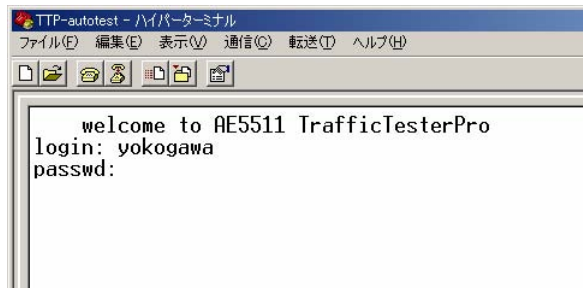 TTP-autotest - ハイパーターミナル
ファイル(F) 編集(E) 表示(V) 通信(C) 転送(T) ヘルプ(H)
welcome to AE5511 TrafficTesterPro
login: yokogawa
passwd: